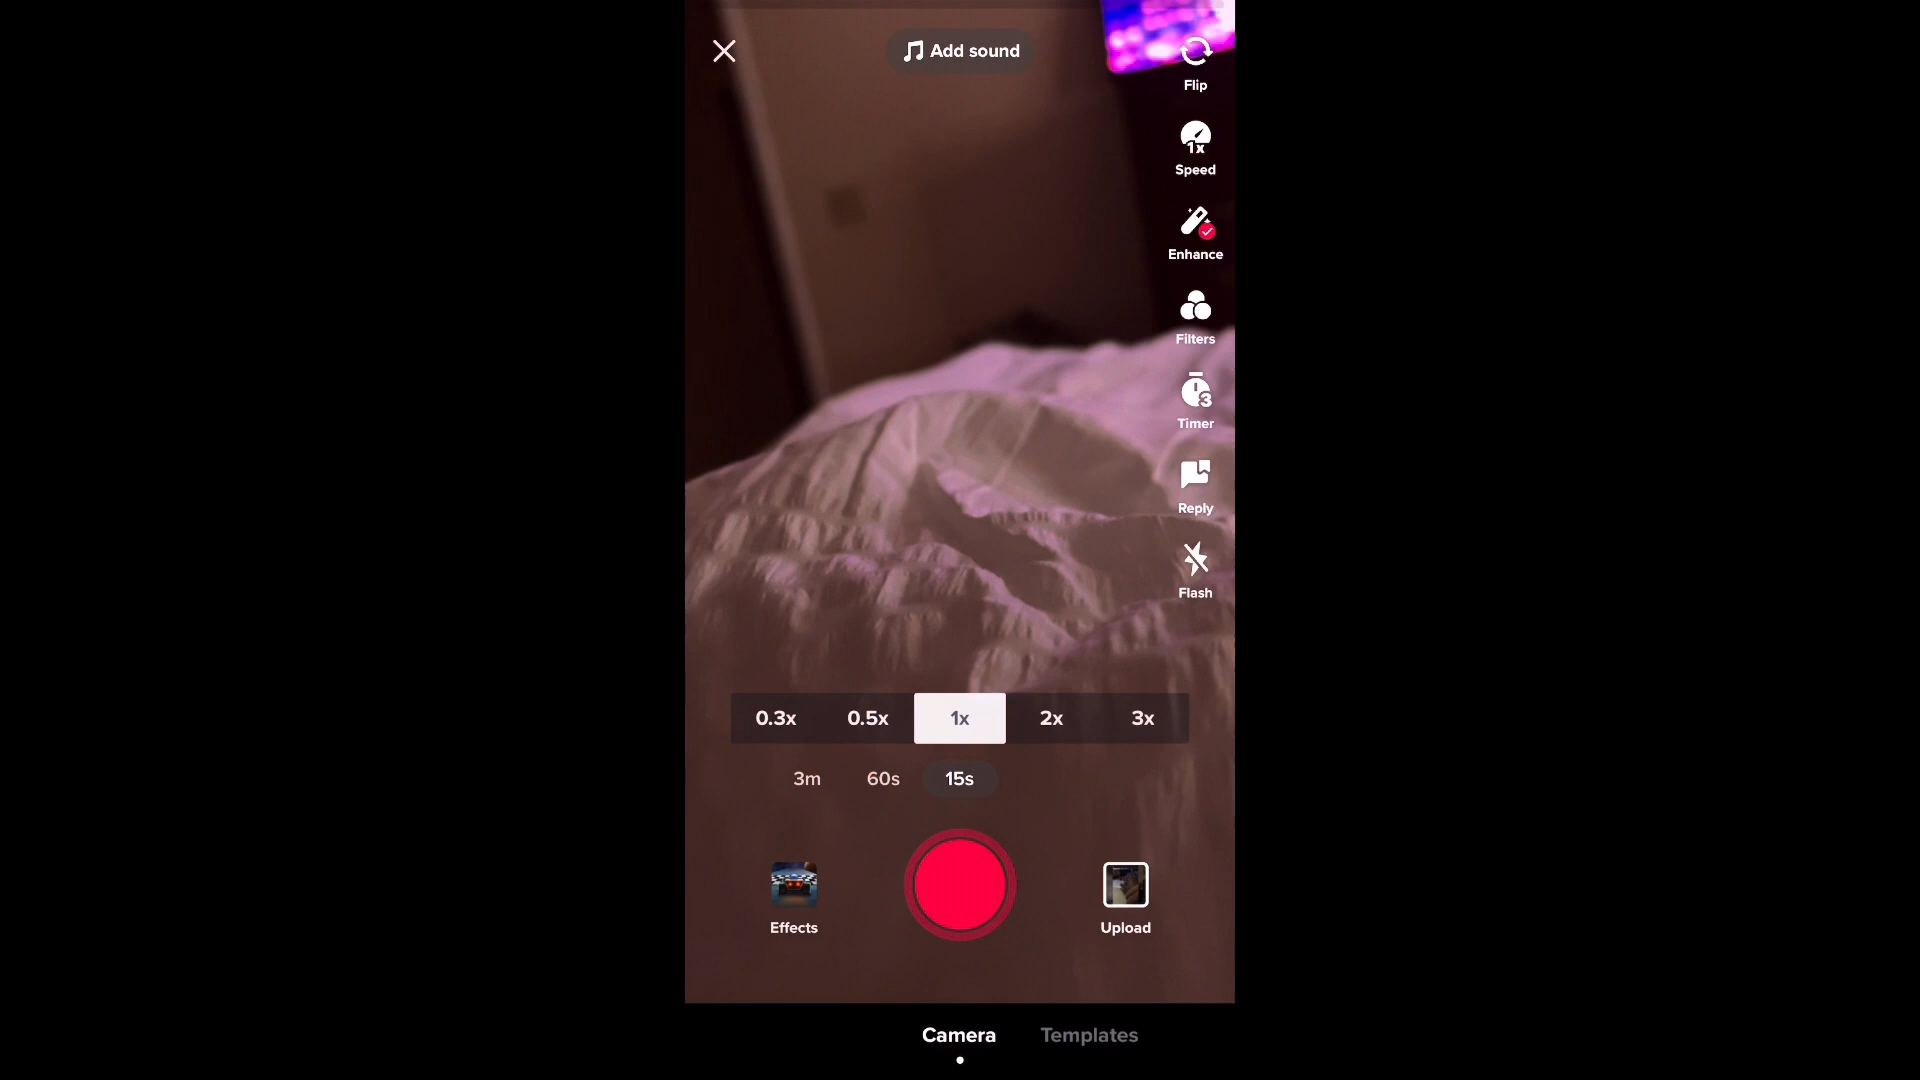 Add sound
Flip
1x
Speed
Enhance
Filters
3
Timer
Reply
Flash
0.3x 0.5x 1x 2x 3x
3m 60s 15s
Effects
Upload
Camera Templates